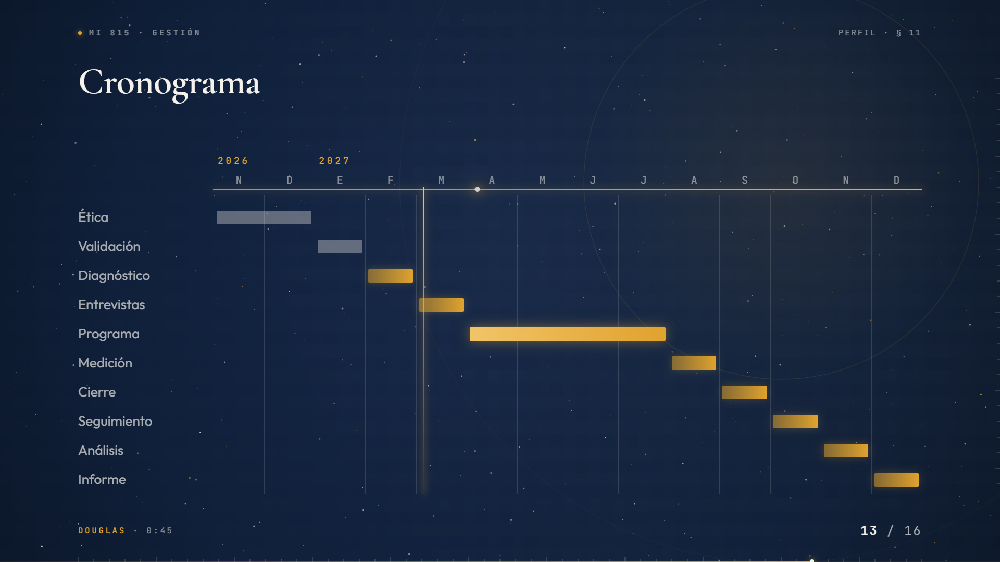 MI 815 · GESTIÓN
PERFIL · § 11
Cronograma
2026 2027
N D E F M A M J J A S O N D
Ética
Validación
Diagnóstico
Entrevistas
Programa
Medición
Cierre
Seguimiento
Análisis
Informe
DOUGLAS · 0:45
13 / 16